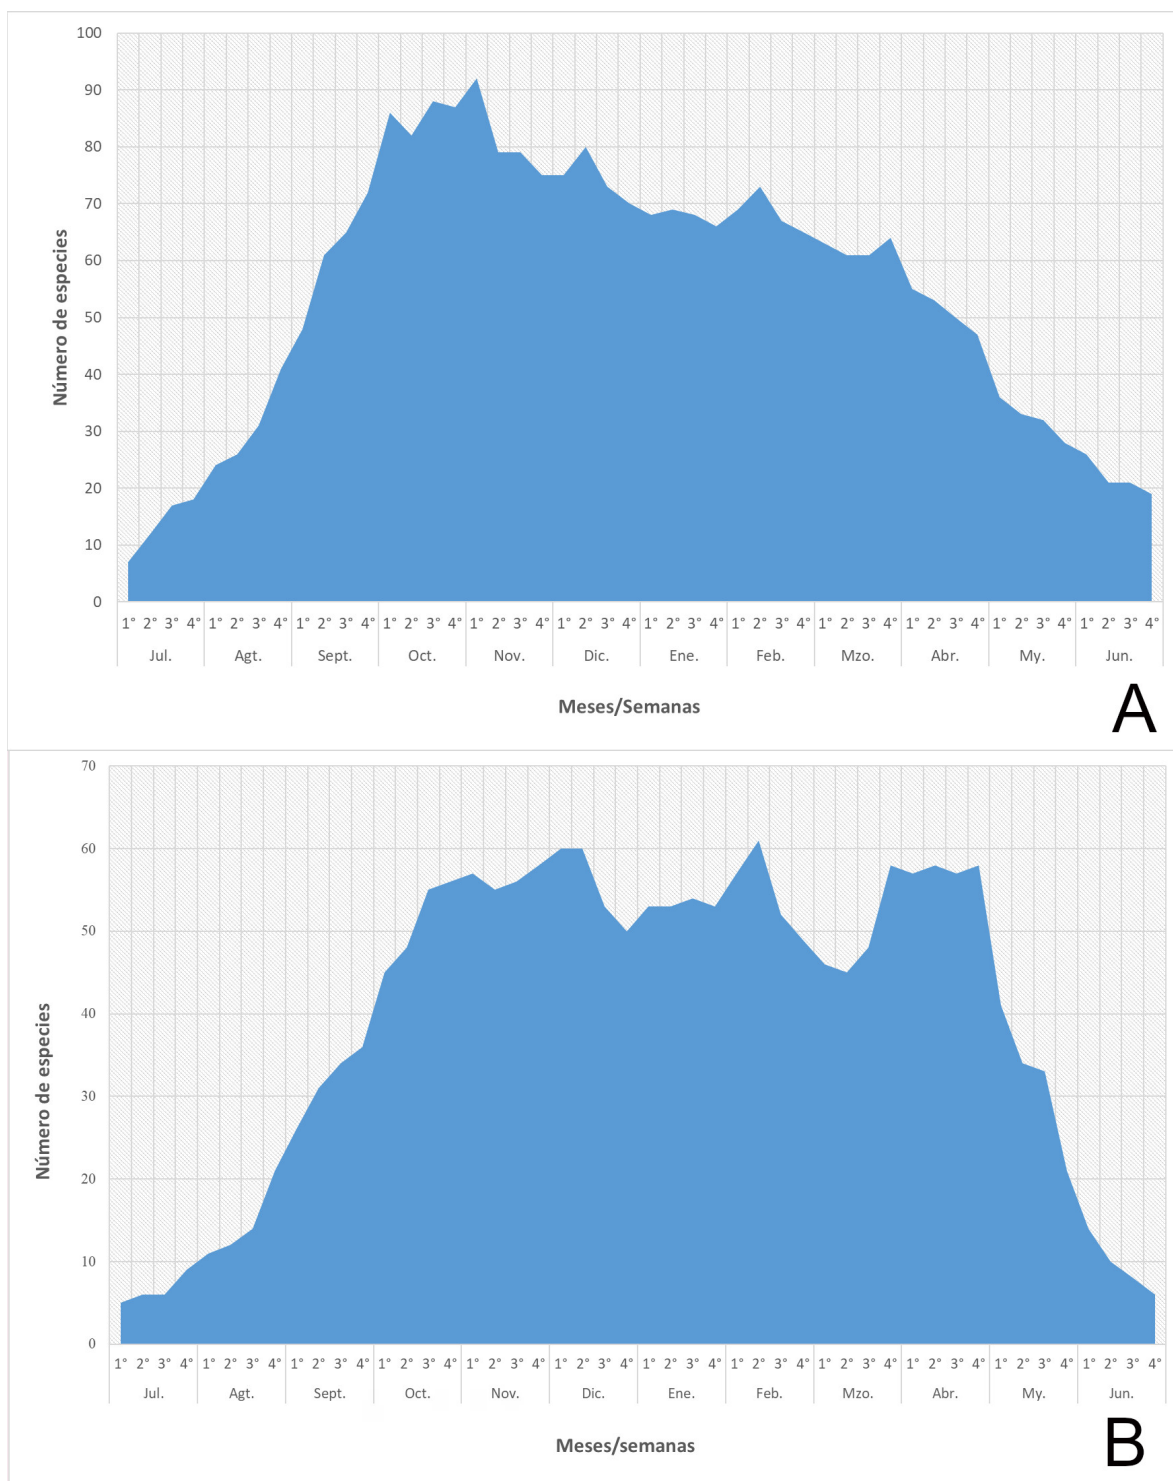 100
90
80
70
60
50
40
30
20
10
0
Número de especies
1° 2° 3° 4° 1° 2° 3° 4° 1° 2° 3° 4° 1° 2° 3° 4° 1° 2° 3° 4° 1° 2° 3° 4° 1° 2° 3° 4° 1° 2° 3° 4° 1° 2° 3° 4° 1° 2° 3° 4° 1° 2° 3° 4° 1° 2° 3° 4°
Jul. Agt. Sept. Oct. Nov. Dic. Ene. Feb. Mzo. Abr. My. Jun.
Meses/Semanas
A
70
60
50
40
30
20
10
0
Número de especies
1° 2° 3° 4° 1° 2° 3° 4° 1° 2° 3° 4° 1° 2° 3° 4° 1° 2° 3° 4° 1° 2° 3° 4° 1° 2° 3° 4° 1° 2° 3° 4° 1° 2° 3° 4° 1° 2° 3° 4° 1° 2° 3° 4° 1° 2° 3° 4°
Jul. Agt. Sept. Oct. Nov. Dic. Ene. Feb. Mzo. Abr. My. Jun.
Meses/semanas
B